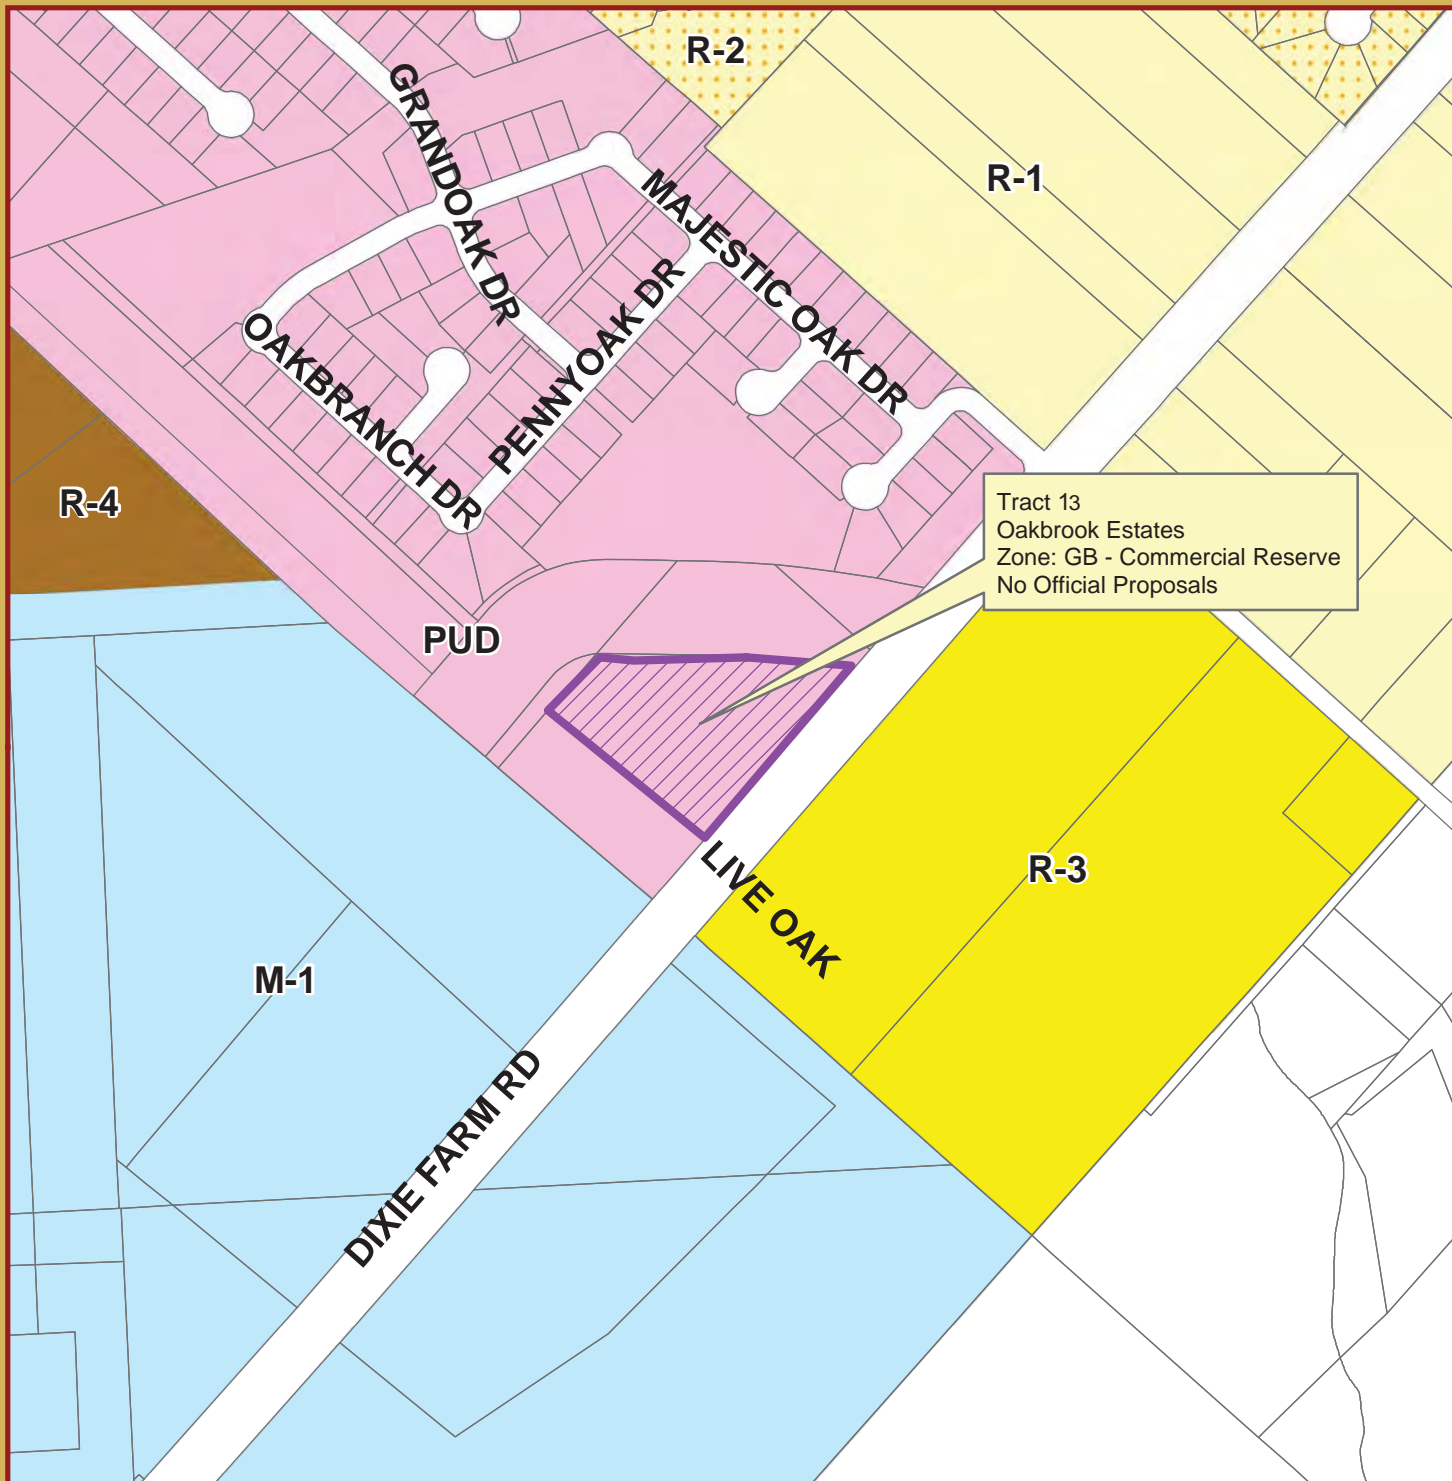 R-2
GRANDOAK DR
R-1
MAJESTIC OAK DR
PENNYOAK DR
OAKBRANCH DR
R-4
Tract 13
Oakbrook Estates
Zone: GB - Commercial Reserve
No Official Proposals
PUD
R-3
LIVE OAK
M-1
DIXIE FARM RD